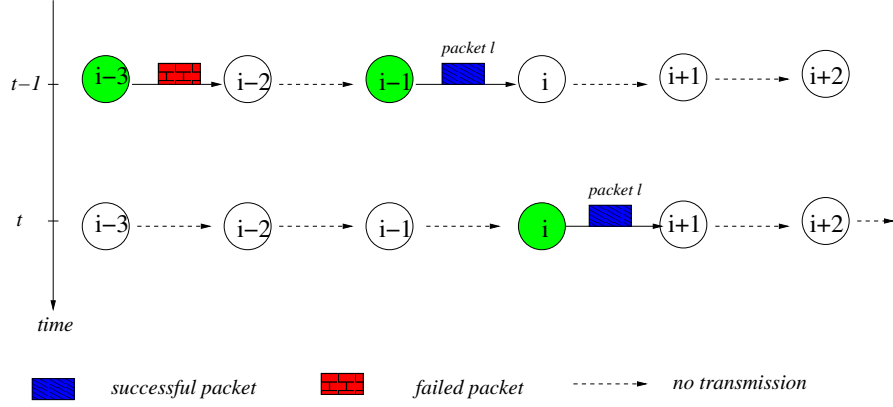 packet l
t−1 i−3 i−2 i−1 i i+1 i+2
packet l
t i−3 i−2 i−1 i i+1 i+2
time
successful packet failed packet no transmission